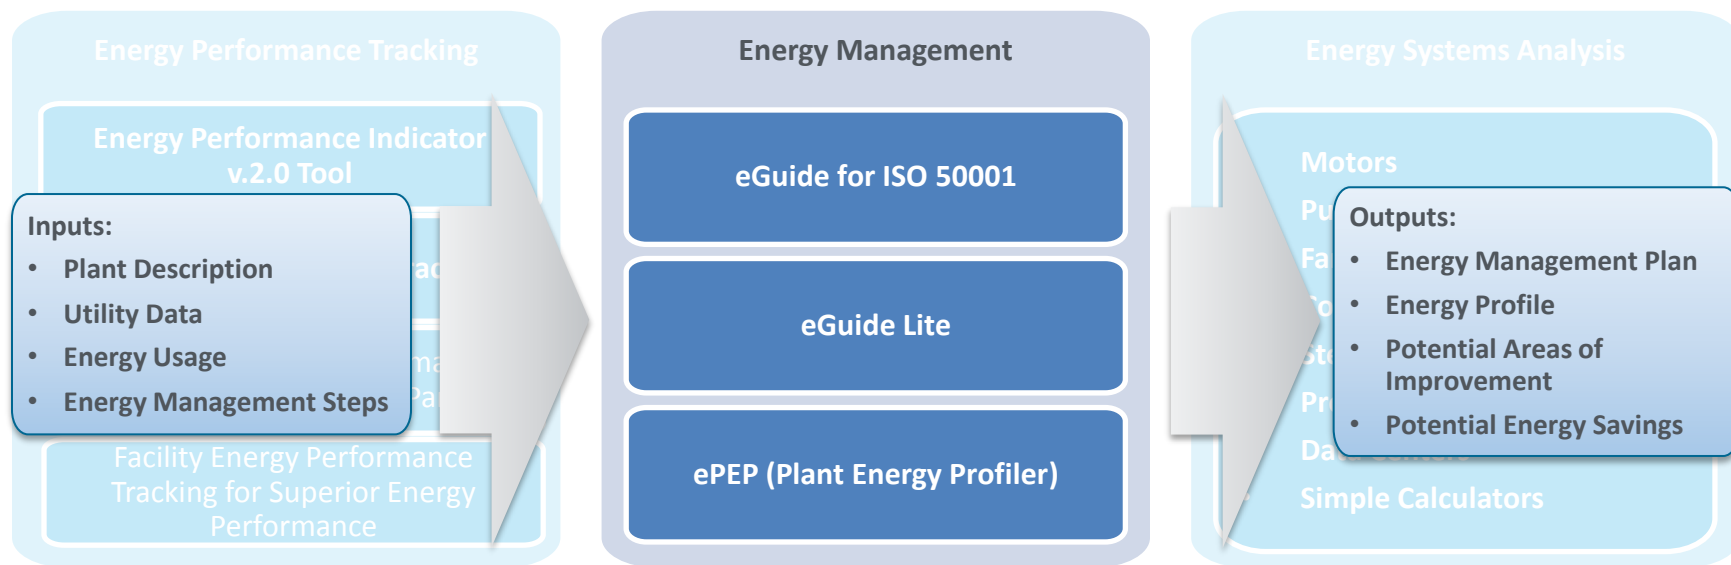 Energy Performance Tracking
Energy Performance Indicator
v.2.0 Tool
Facility Energy Performance
Tracking for Superior Energy
Performance
Inputs:
• Plant Description
• Utility Data
• Energy Usage
• Energy Management Steps
Energy Management
eGuide for ISO 50001
eGuide Lite
ePEP (Plant Energy Profiler)
Energy Systems Analysis
Motors
Simple Calculators
Outputs:
• Energy Management Plan
• Energy Profile
• Potential Areas of
Improvement
• Potential Energy Savings